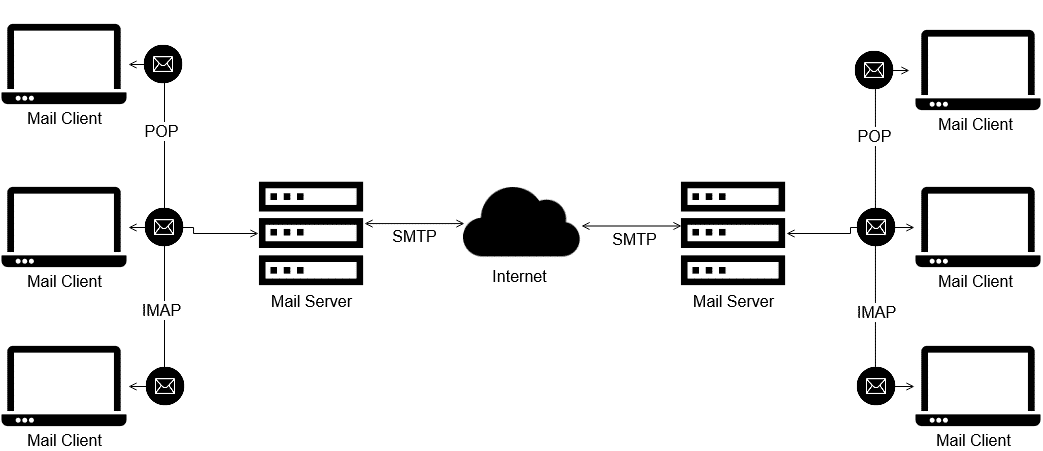 Mail Client
Mail Client
POP
POP
Mail Client
Mail Client
SMTP
SMTP
Internet
Mail Server
Mail Server
IMAP
IMAP
Mail Client
Mail Client